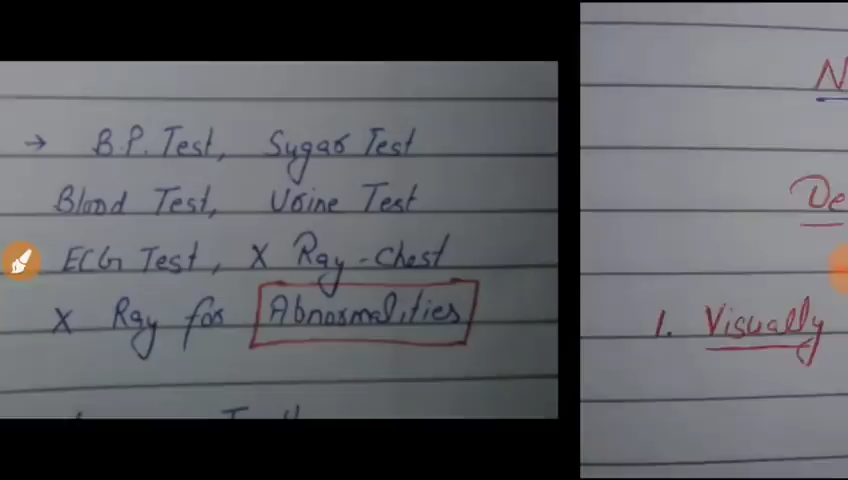 → B.P. Test, Sugar Test
Blood Test, Urine Test
ECG Test, X Ray - Chest
X Ray for Abnormalities
N
De
1. Visually